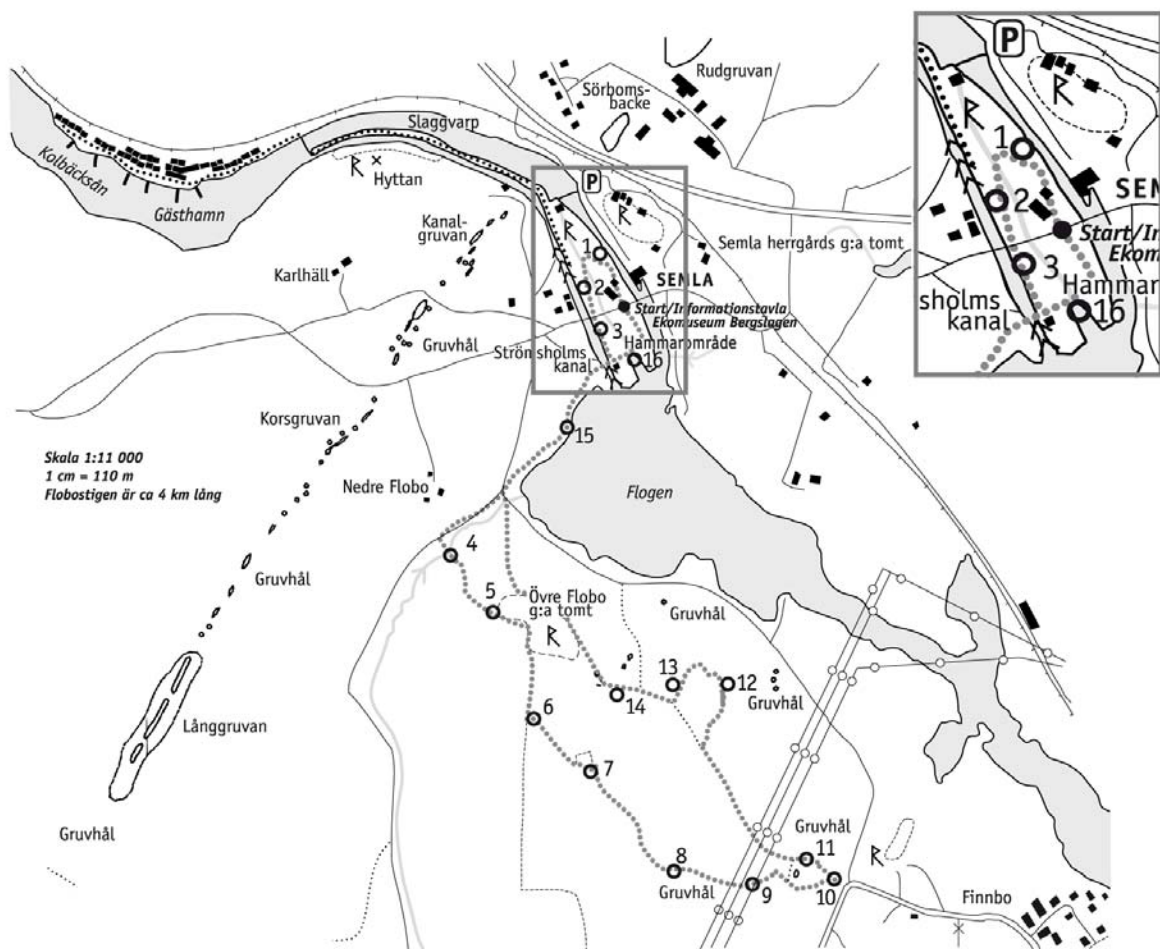 Rudgruvan
Sörboms-
backe
Slaggvarp
Kolbäcksån
Gästhamn
Hyttan
P
Kanal-
gruvan
Karlhäll
Semla herrgårds g:a tomt
1
SEMLA
2
Start/Informationstavla
Ekomuseum Bergslagen
3
Hammarområde
Strön sholms
kanal
16
Gruvhål
Korsgruvan
15
Skala 1:11 000
1 cm = 110 m
Flobostigen är ca 4 km lång
Nedre Flobo
Flogen
4
Gruvhål
5
Övre Flobo
g:a tomt
Gruvhål
13
12
14
Gruvhål
6
Långgruvan
7
Gruvhål
Gruvhål
11
8
Gruvhål
9
10
Finnbo
P
1
SEM
2
Start/In
Ekom
3
Hammar
sholms
kanal
16